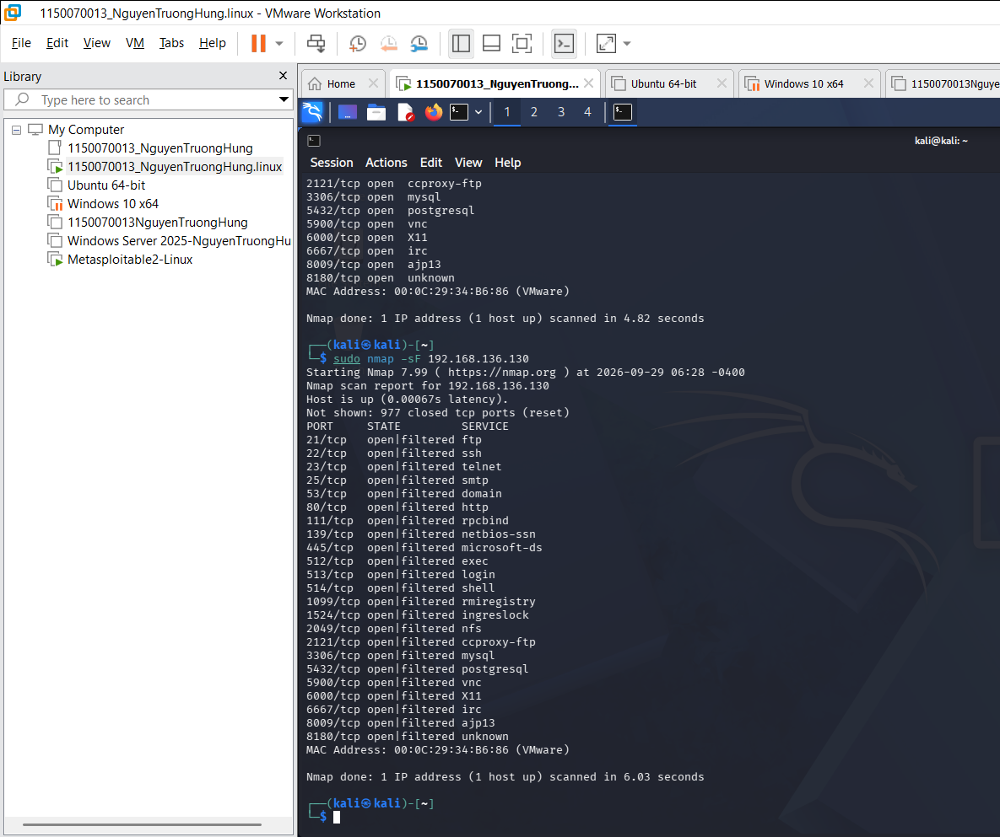 1150070013_NguyenTruongHung.linux - VMware Workstation
File Edit View VM Tabs Help
Library
Type here to search
My Computer
1150070013_NguyenTruongHung
1150070013_NguyenTruongHung.linux
Ubuntu 64-bit
Windows 10 x64
1150070013NguyenTruongHung
Windows Server 2025-NguyenTruongHu
Metasploitable2-Linux
Home
1150070013_NguyenTruong...
Ubuntu 64-bit
Windows 10 x64
1150070013Nguye
1 2 3 4
kali@kali: ~
Session Actions Edit View Help
2121/tcp open ccproxy-ftp
3306/tcp open mysql
5432/tcp open postgresql
5900/tcp open vnc
6000/tcp open X11
6667/tcp open irc
8009/tcp open ajp13
8180/tcp open unknown
MAC Address: 00:0C:29:34:B6:86 (VMware)
Nmap done: 1 IP address (1 host up) scanned in 4.82 seconds
┌──(kali㉿kali)-[~]
└─$ sudo nmap -sF 192.168.136.130
Starting Nmap 7.99 ( https://nmap.org ) at 2026-09-29 06:28 -0400
Nmap scan report for 192.168.136.130
Host is up (0.00067s latency).
Not shown: 977 closed tcp ports (reset)
PORT STATE SERVICE
21/tcp open|filtered ftp
22/tcp open|filtered ssh
23/tcp open|filtered telnet
25/tcp open|filtered smtp
53/tcp open|filtered domain
80/tcp open|filtered http
111/tcp open|filtered rpcbind
139/tcp open|filtered netbios-ssn
445/tcp open|filtered microsoft-ds
512/tcp open|filtered exec
513/tcp open|filtered login
514/tcp open|filtered shell
1099/tcp open|filtered rmiregistry
1524/tcp open|filtered ingreslock
2049/tcp open|filtered nfs
2121/tcp open|filtered ccproxy-ftp
3306/tcp open|filtered mysql
5432/tcp open|filtered postgresql
5900/tcp open|filtered vnc
6000/tcp open|filtered X11
6667/tcp open|filtered irc
8009/tcp open|filtered ajp13
8180/tcp open|filtered unknown
MAC Address: 00:0C:29:34:B6:86 (VMware)
Nmap done: 1 IP address (1 host up) scanned in 6.03 seconds
┌──(kali㉿kali)-[~]
└─$